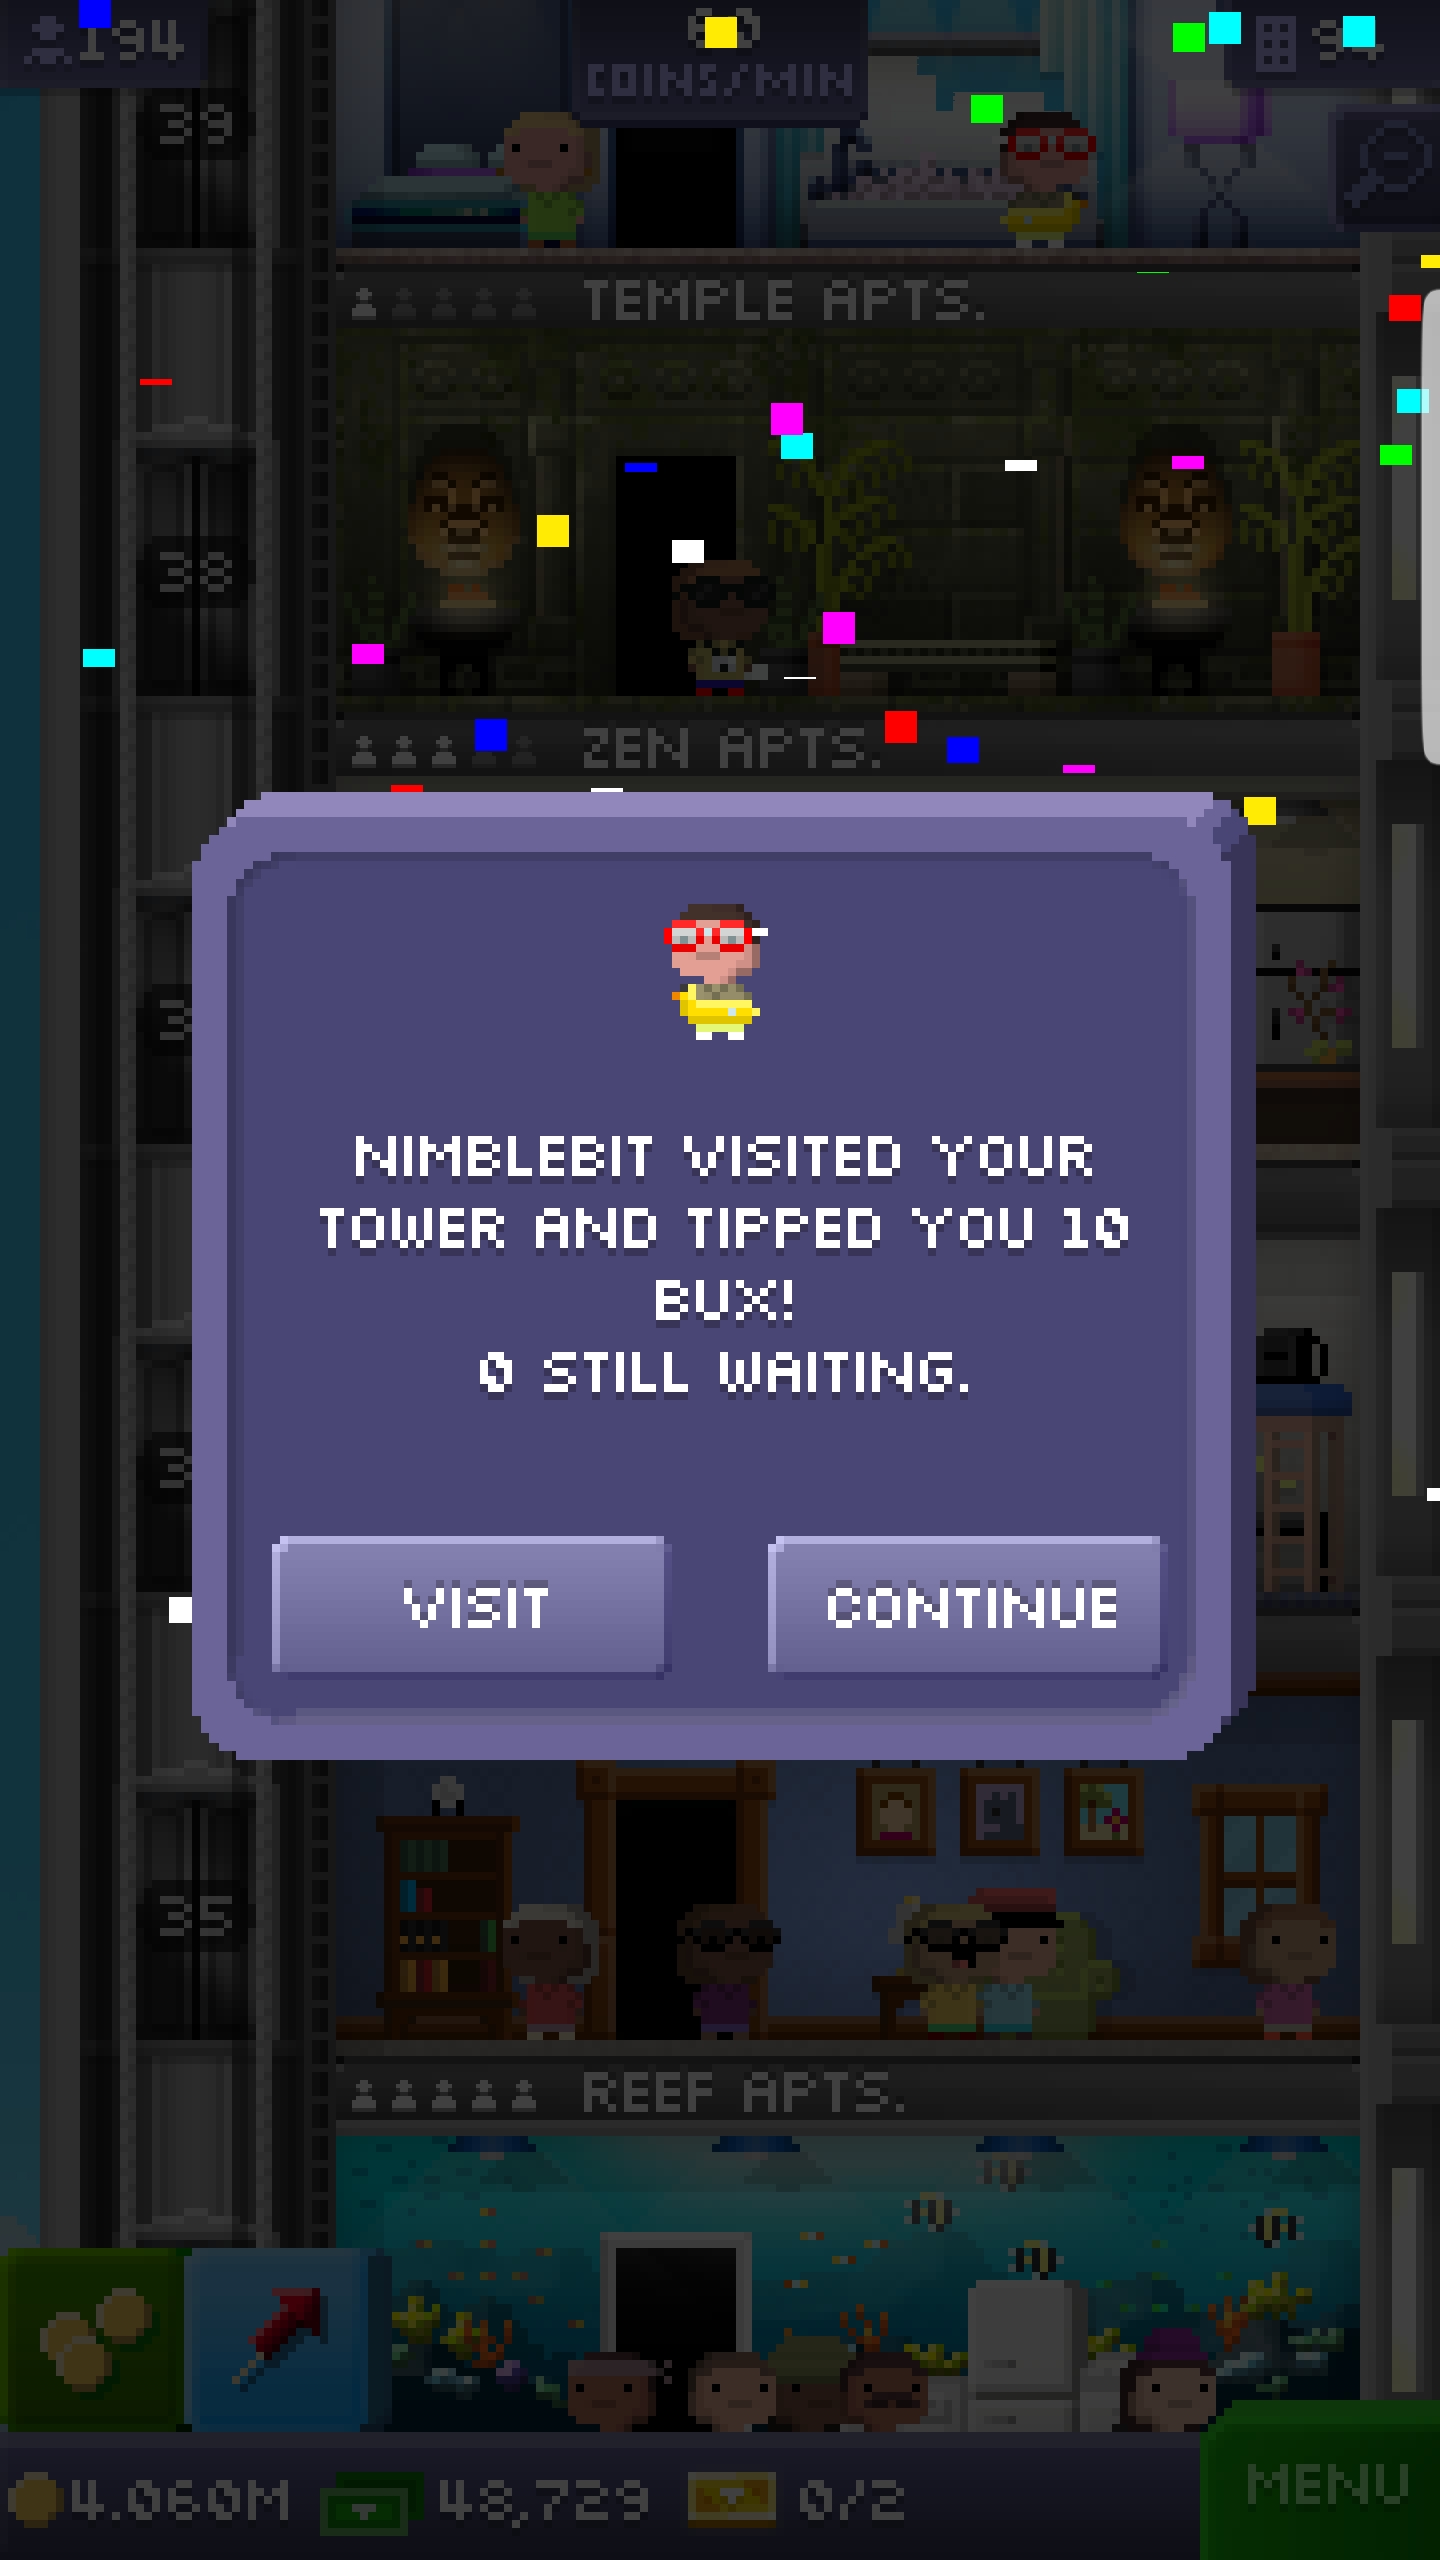 194
COINS/MIN
39
TEMPLE APTS.
38
ZEN APTS.
NIMBLEBIT VISITED YOUR
TOWER AND TIPPED YOU 10
BUX!
0 STILL WAITING.
VISIT
CONTINUE
35
REEF APTS.
4.060M
48,729
0/2
MENU